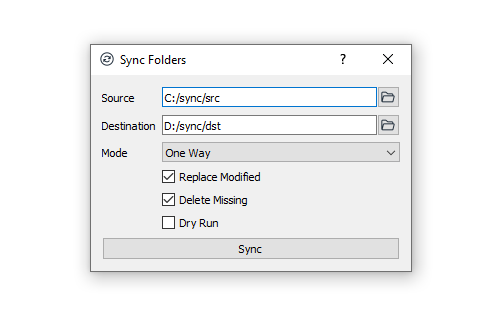 Sync Folders ?
Source C:/sync/src
Destination D:/sync/dst
Mode One Way
Replace Modified
Delete Missing
Dry Run
Sync